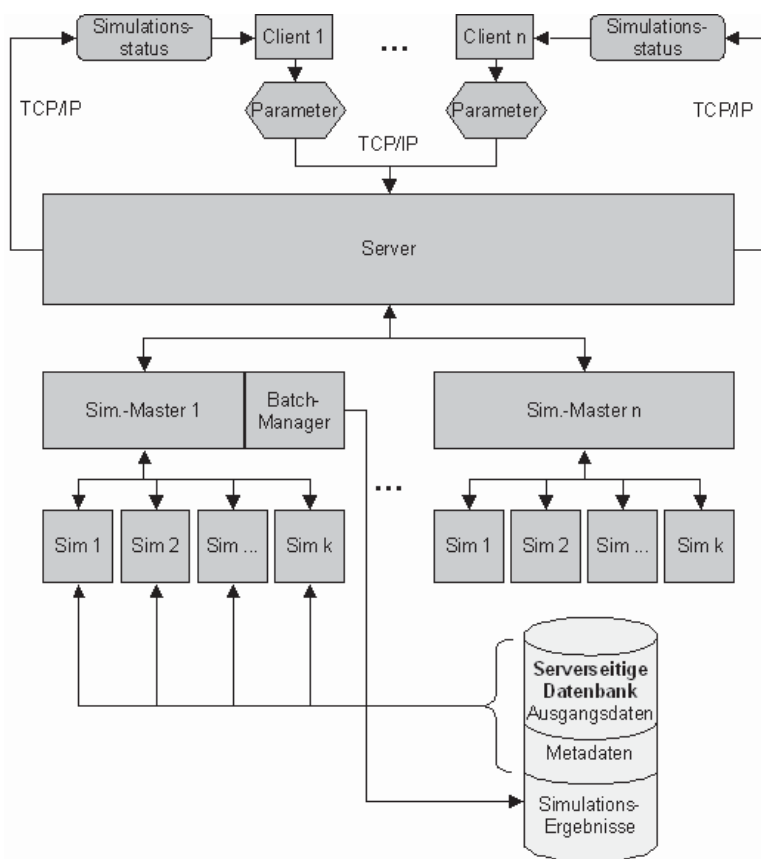 Simulations-
status
Client 1
...
Client n
Simulations-
status
TCP/IP
Parameter
TCP/IP
Parameter
TCP/IP
Server
Sim.-Master 1
Batch-
Manager
Sim.-Master n
...
Sim 1
Sim 2
Sim ...
Sim k
Sim 1
Sim 2
Sim ...
Sim k
Serverseitige
Datenbank
Ausgangsdaten
Metadaten
Simulations-
Ergebnisse